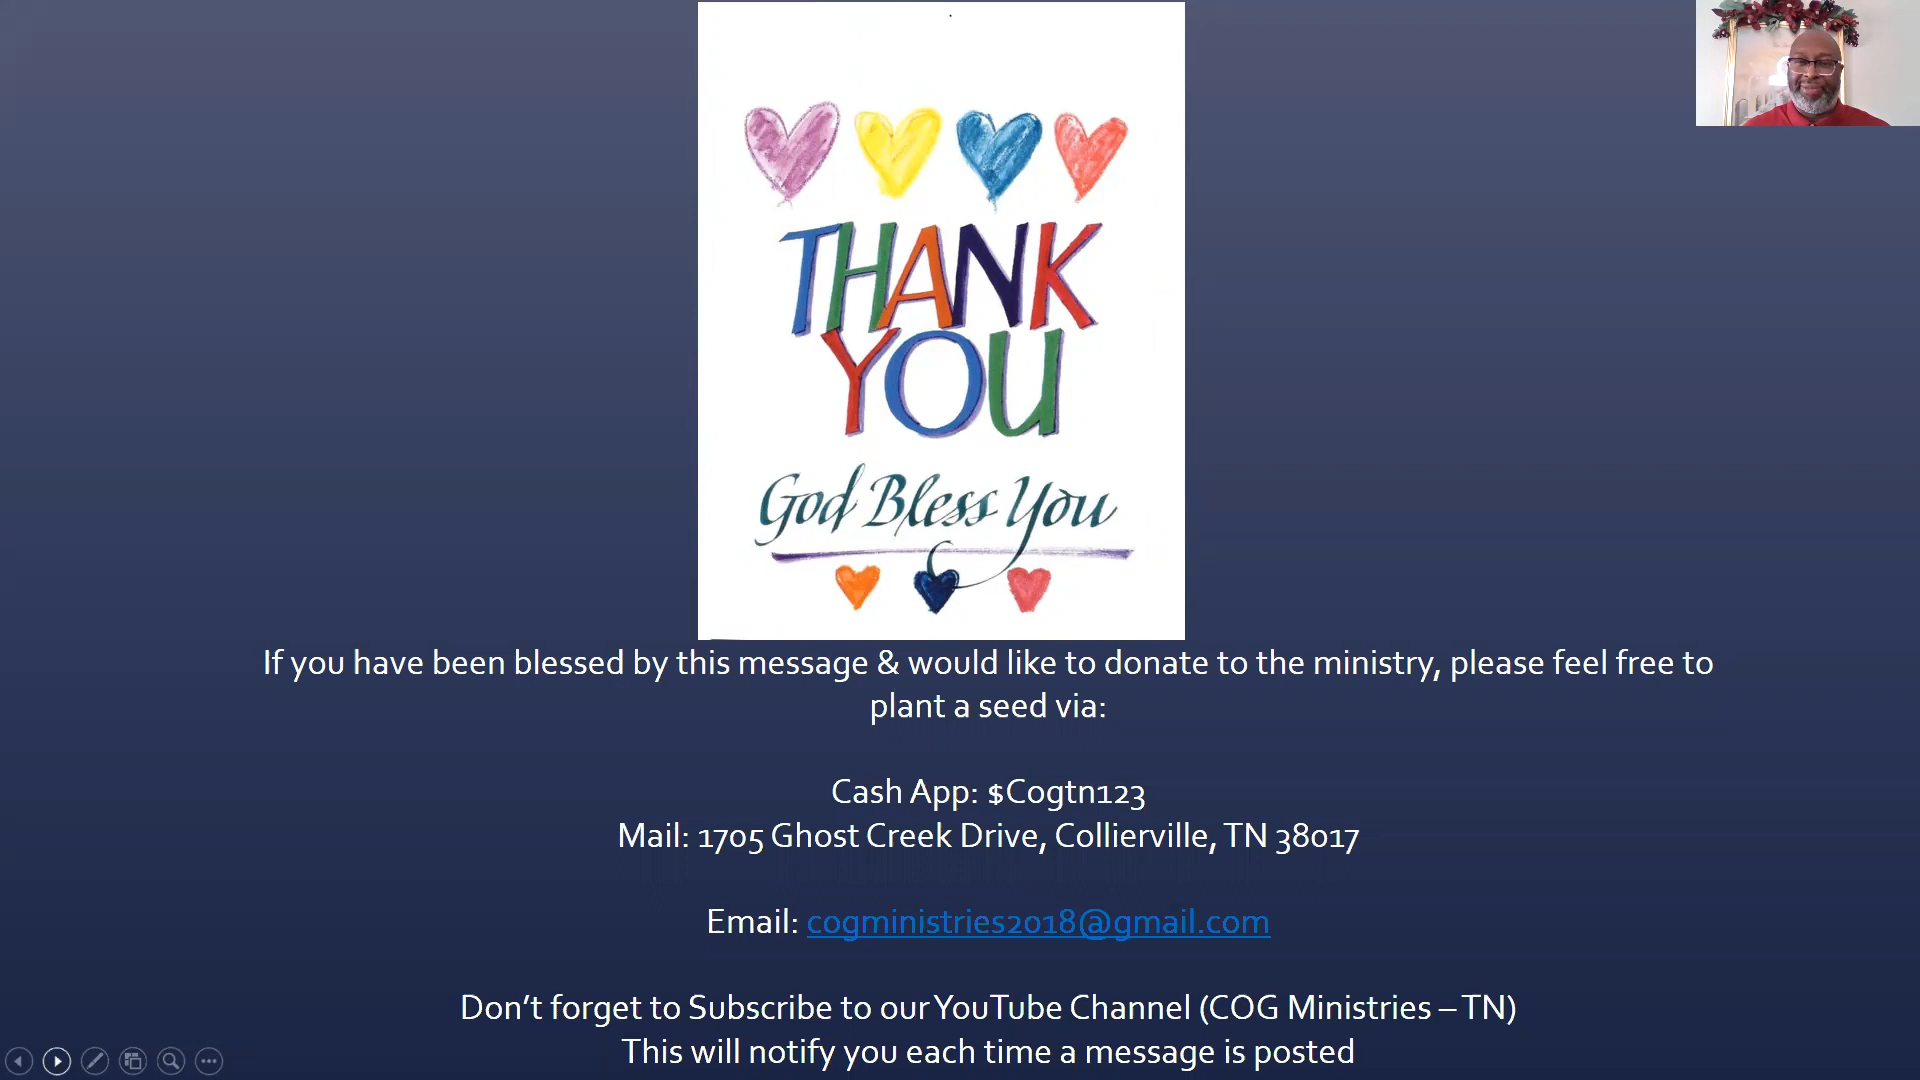 THANK
YOU
God Bless You
If you have been blessed by this message & would like to donate to the ministry, please feel free to
plant a seed via:
Cash App: $Cogtn123
Mail: 1705 Ghost Creek Drive, Collierville, TN 38017
Email: cogministries2018@gmail.com
Don’t forget to Subscribe to our YouTube Channel (COG Ministries – TN)
This will notify you each time a message is posted